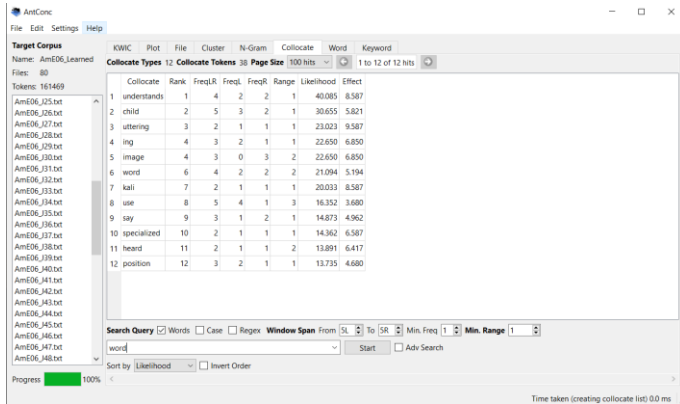 AntConc
File Edit Settings Help
Target Corpus
Name: AmE06_Learned
Files: 80
Tokens: 161469
AmE06_J25.txt
AmE06_J26.txt
AmE06_J27.txt
AmE06_J28.txt
AmE06_J29.txt
AmE06_J30.txt
AmE06_J31.txt
AmE06_J32.txt
AmE06_J33.txt
AmE06_J34.txt
AmE06_J35.txt
AmE06_J36.txt
AmE06_J37.txt
AmE06_J38.txt
AmE06_J39.txt
AmE06_J40.txt
AmE06_J41.txt
AmE06_J42.txt
AmE06_J43.txt
AmE06_J44.txt
AmE06_J45.txt
AmE06_J46.txt
AmE06_J47.txt
AmE06_J48.txt
Progress 100%
KWIC Plot File Cluster N-Gram Collocate Word Keyword
Collocate Types 12 Collocate Tokens 38 Page Size 100 hits 1 to 12 of 12 hits
Collocate Rank FreqLR FreqL FreqR Range Likelihood Effect
1 understands 1 4 2 2 1 40.085 8.587
2 child 2 5 3 2 1 30.655 5.821
3 uttering 3 2 1 1 1 23.023 9.587
4 ing 4 3 2 1 1 22.650 6.850
5 image 4 3 0 3 2 22.650 6.850
6 word 6 4 2 2 2 21.094 5.194
7 kali 7 2 1 1 1 20.033 8.587
8 use 8 5 4 1 3 16.352 3.680
9 say 9 3 1 2 1 14.873 4.962
10 specialized 10 2 1 1 1 14.362 6.587
11 heard 11 2 1 1 2 13.891 6.417
12 position 12 3 2 1 1 13.735 4.680
Search Query Words Case Regex Window Span From 5L To 5R Min. Freq 1 Min. Range 1
word Start Adv Search
Sort by Likelihood Invert Order
Time taken (creating collocate list) 0.0 ms